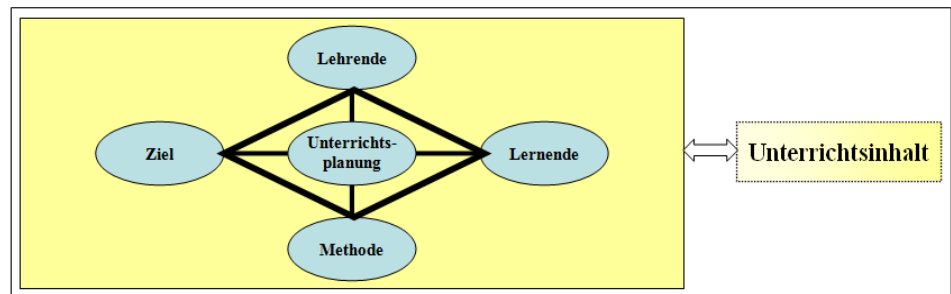 Lehrende
Ziel
Unterrichts-
planung
Lernende
Methode
Unterrichtsinhalt